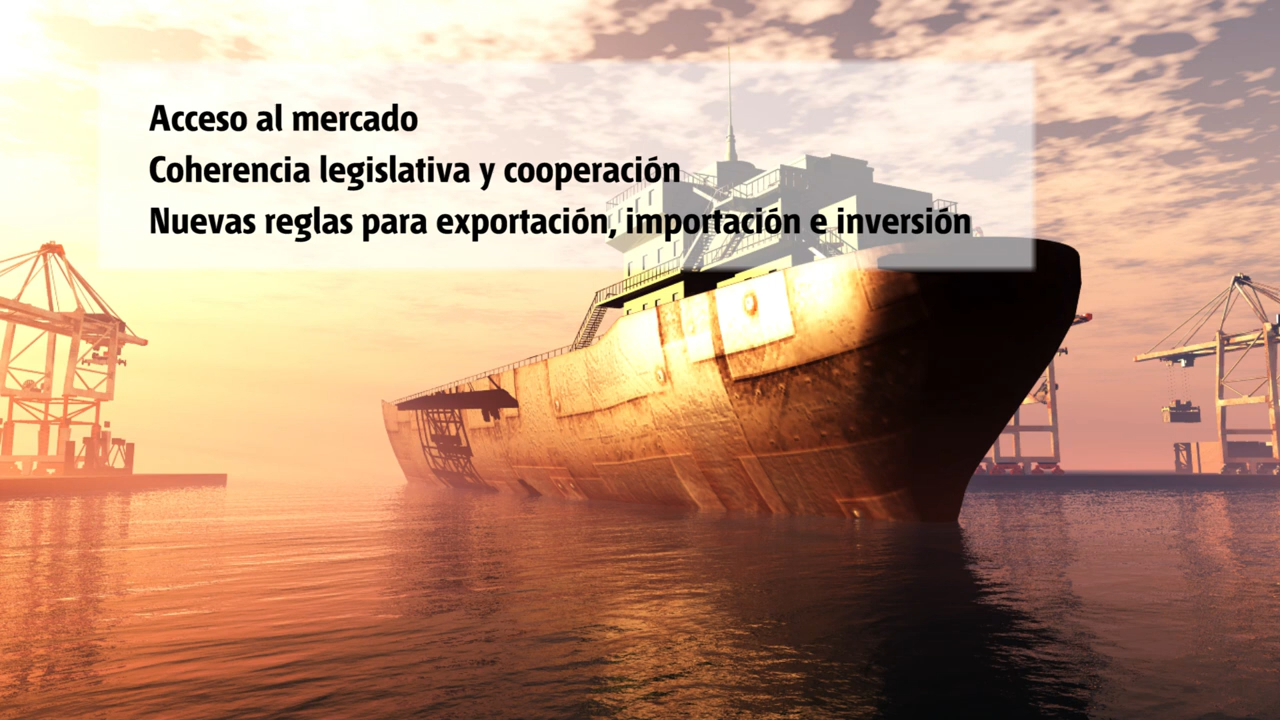 Acceso al mercado
Coherencia legislativa y cooperación
Nuevas reglas para exportación, importación e inversión